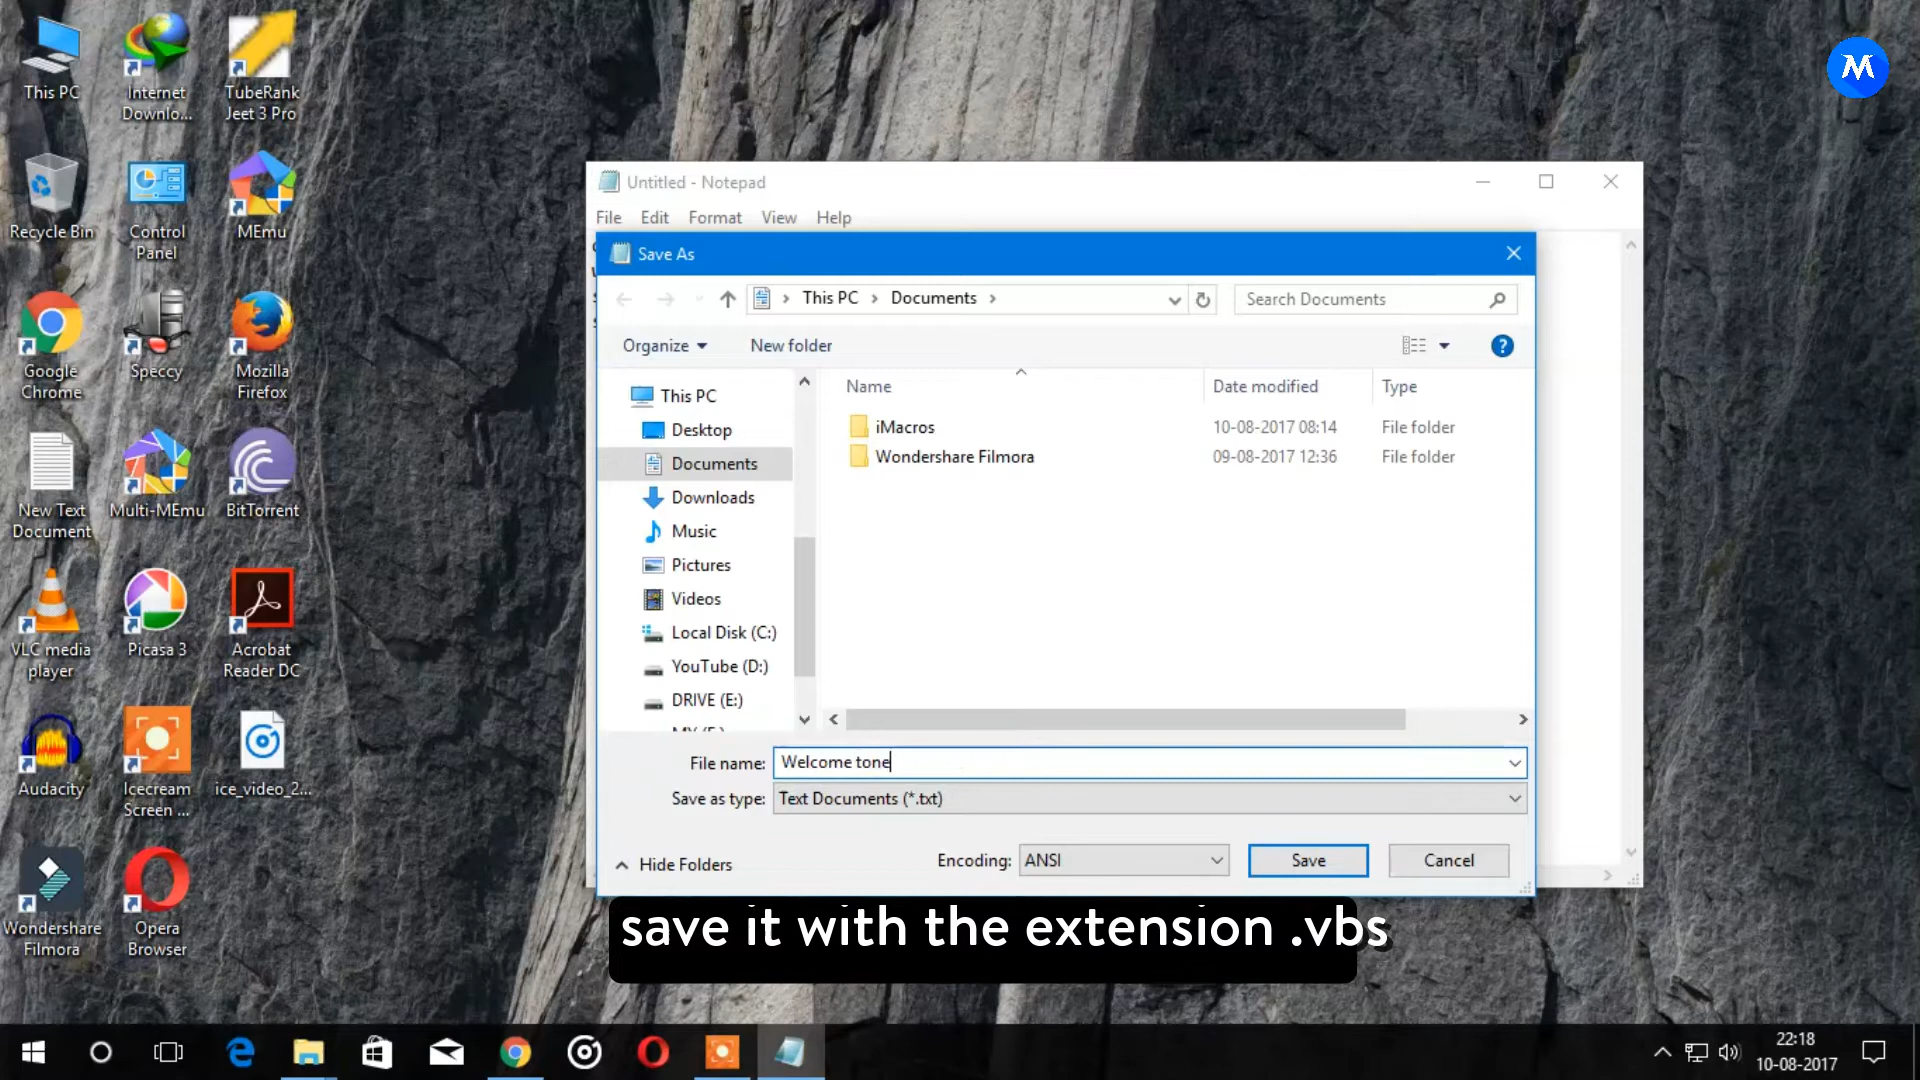 This PC
Internet
Downlo...
TubeRank
Jeet 3 Pro
Recycle Bin
Control
Panel
MEmu
Google
Chrome
Speccy
Mozilla
Firefox
New Text
Document
Multi-MEmu
BitTorrent
VLC media
player
Picasa 3
Acrobat
Reader DC
Audacity
Icecream
Screen ...
ice_video_2...
Wondershare
Filmora
Opera
Browser
M
Untitled - Notepad
File Edit Format View Help
Save As
This PC Documents
Search Documents
Organize New folder
?
Name Date modified Type
iMacros 10-08-2017 08:14 File folder
Wondershare Filmora 09-08-2017 12:36 File folder
This PC
Desktop
Documents
Downloads
Music
Pictures
Videos
Local Disk (C:)
YouTube (D:)
DRIVE (E:)
File name: Welcome tone
Save as type: Text Documents (*.txt)
Hide Folders Encoding: ANSI Save Cancel
save it with the extension .vbs
22:18
10-08-2017